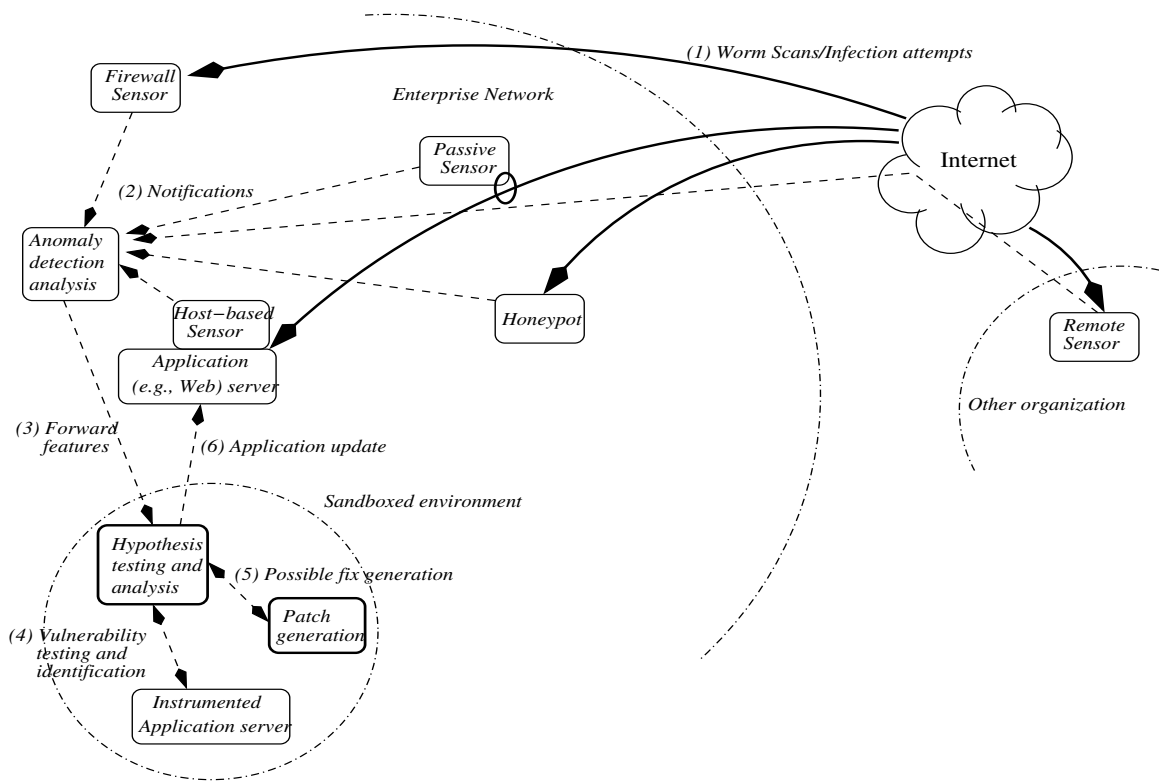 (1) Worm Scans/Infection attempts
Firewall
Sensor
Enterprise Network
Passive
Sensor
Internet
(2) Notifications
Anomaly
detection
analysis
Host−based
Sensor
Honeypot
Remote
Sensor
Application
(e.g., Web) server
Other organization
(3) Forward
features
(6) Application update
Sandboxed environment
Hypothesis
testing and
analysis
(5) Possible fix generation
Patch
generation
(4) Vulnerability
testing and
identification
Instrumented
Application server